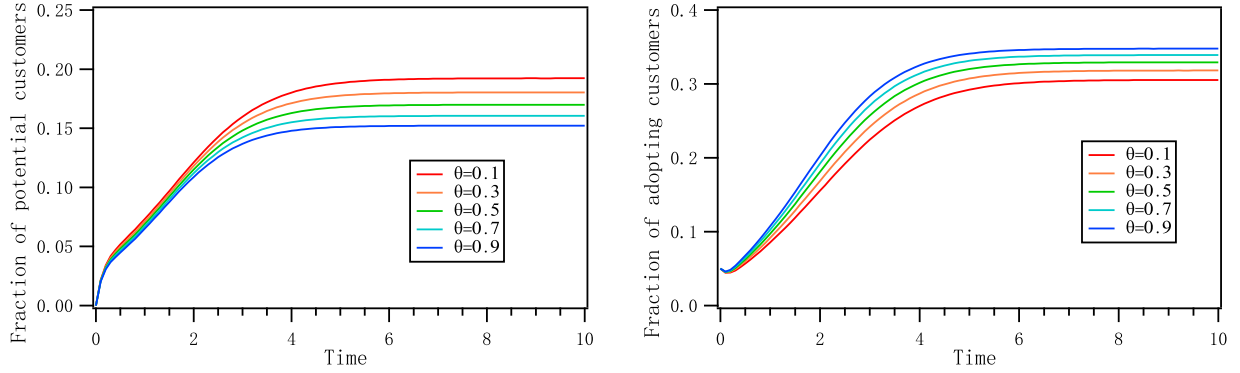 Fraction of potential customers
0.25
0.20
0.15
0.10
0.05
0.00
θ=0.1
θ=0.3
θ=0.5
θ=0.7
θ=0.9
0 2 4 6 8 10
Time
Fraction of adopting customers
0.4
0.3
0.2
0.1
0.0
θ=0.1
θ=0.3
θ=0.5
θ=0.7
θ=0.9
0 2 4 6 8 10
Time